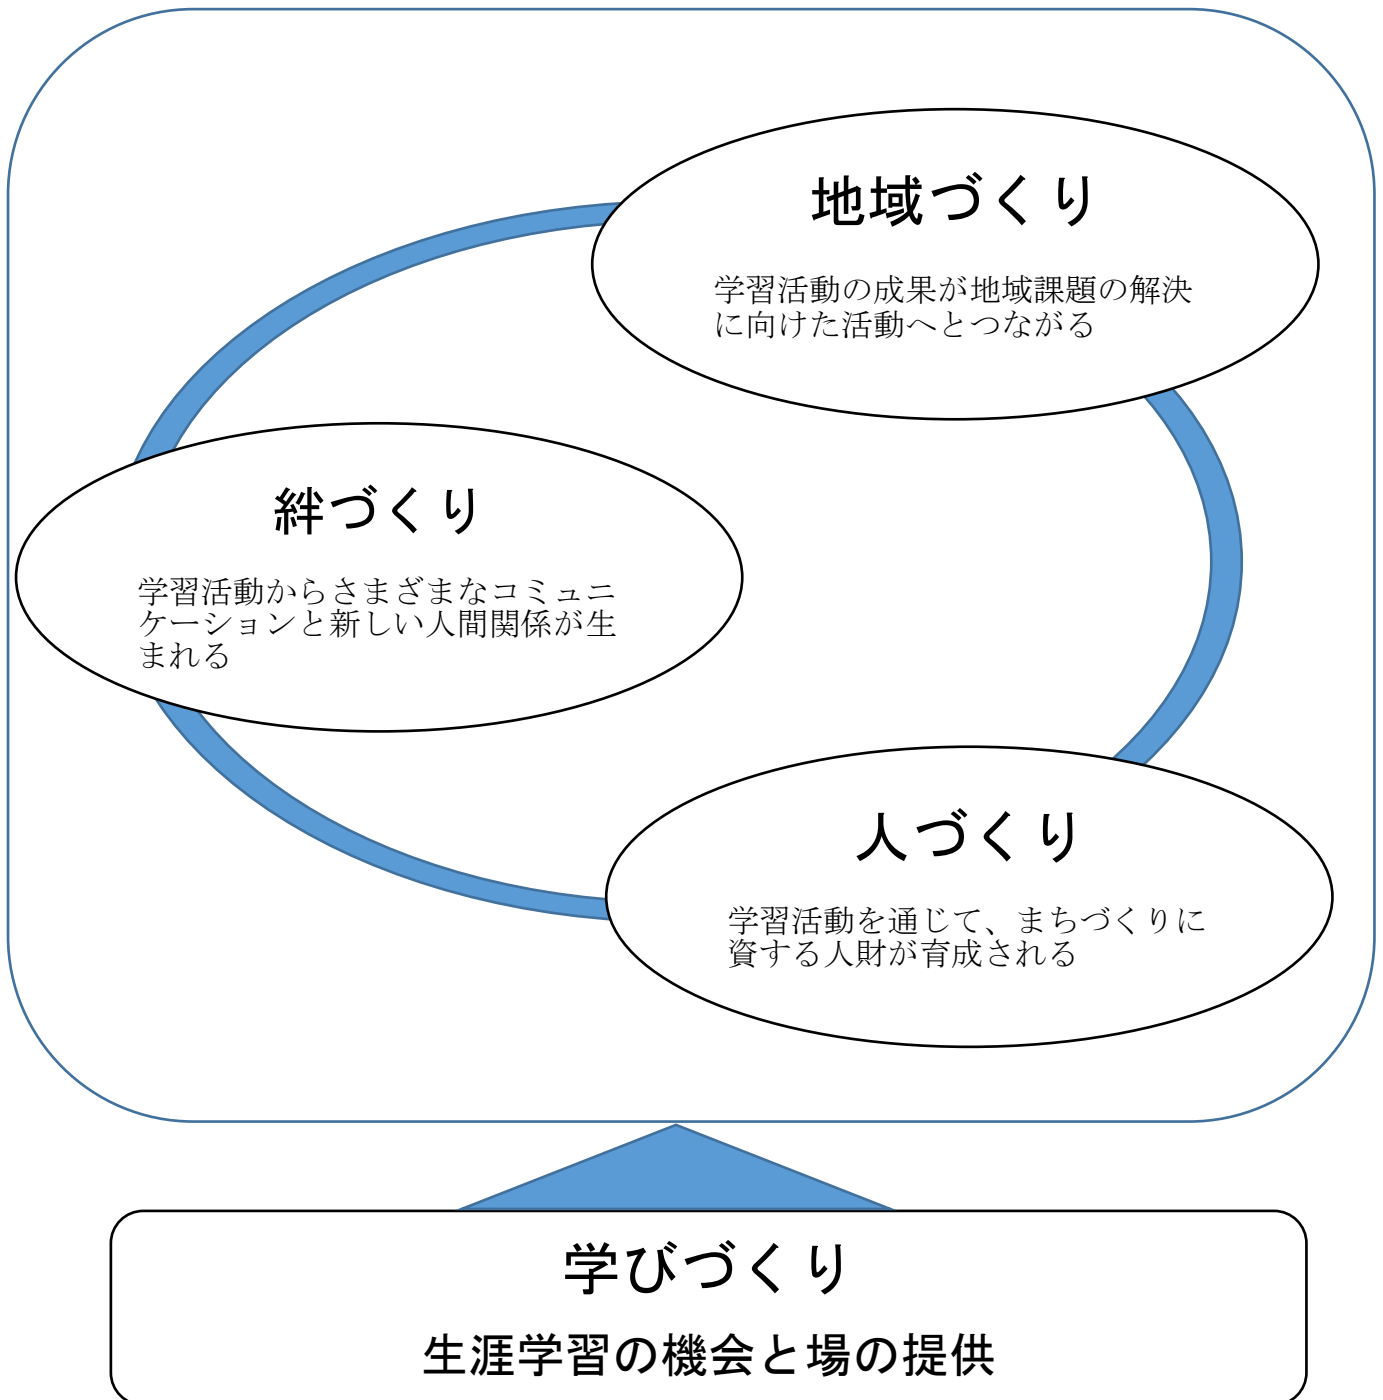 地域づくり
学習活動の成果が地域課題の解決
に向けた活動へとつながる
絆づくり
学習活動からさまざまなコミュニ
ケーションと新しい人間関係が生
まれる
人づくり
学習活動を通じて、まちづくりに
資する人財が育成される
学びづくり
生涯学習の機会と場の提供